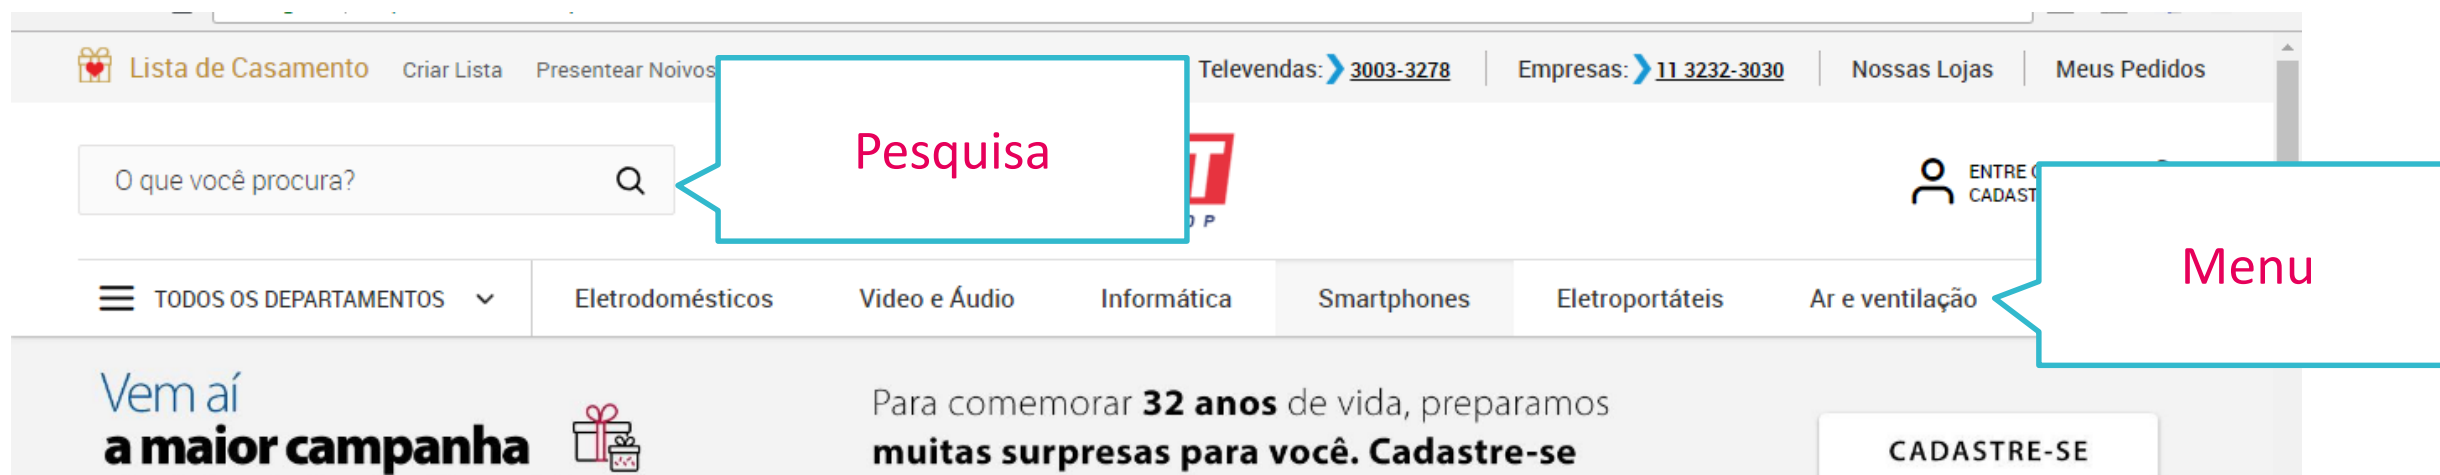 Lista de Casamento Criar Lista Presentear Noivos Televendas: 3003-3278 Empresas: 11 3232-3030 Nossas Lojas Meus Pedidos
Pesquisa
O que você procura?
ENTRE
Menu
TODOS OS DEPARTAMENTOS Eletrodomésticos Video e Áudio Informática Smartphones Eletroportáteis Ar e ventilação
Vem aí
a maior campanha
Para comemorar 32 anos de vida, preparamos
muitas surpresas para você. Cadastre-se
CADASTRE-SE